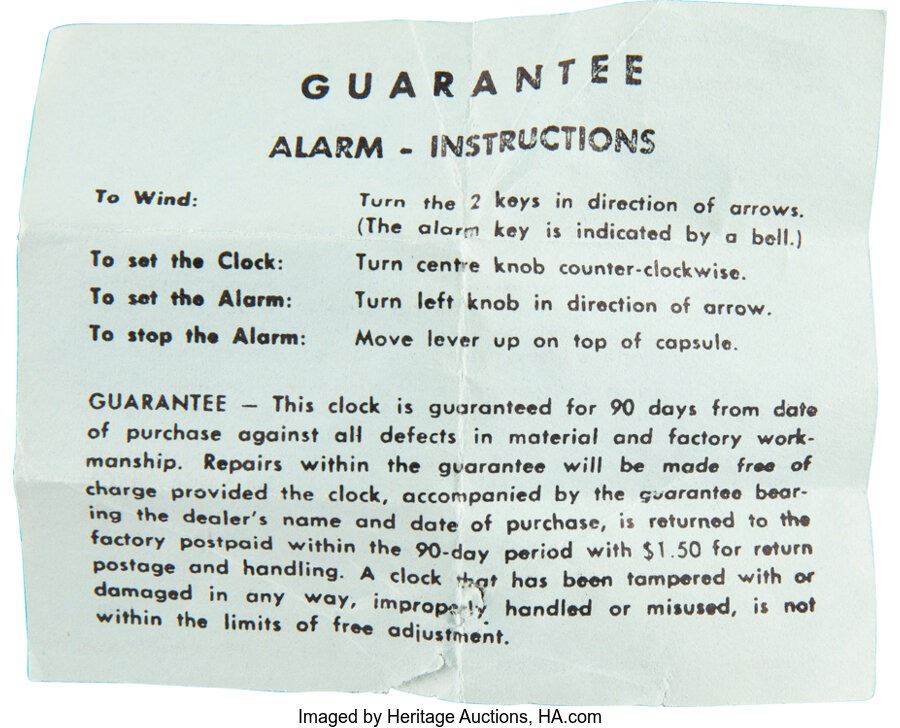 GUARANTEE
ALARM - INSTRUCTIONS
To Wind: Turn the 2 keys in direction of arrows.
(The alarm key is indicated by a bell.)
To set the Clock: Turn centre knob counter-clockwise.
To set the Alarm: Turn left knob in direction of arrow.
To stop the Alarm: Move lever up on top of capsule.
GUARANTEE — This clock is guaranteed for 90 days from date
of purchase against all defects in material and factory work-
manship. Repairs within the guarantee will be made free of
charge provided the clock, accompanied by the guarantee bear-
ing the dealer's name and date of purchase, is returned to the
factory postpaid within the 90-day period with $1.50 for return
postage and handling. A clock that has been tampered with or
damaged in any way, improperly handled or misused, is not
within the limits of free adjustment.
Imaged by Heritage Auctions, HA.com